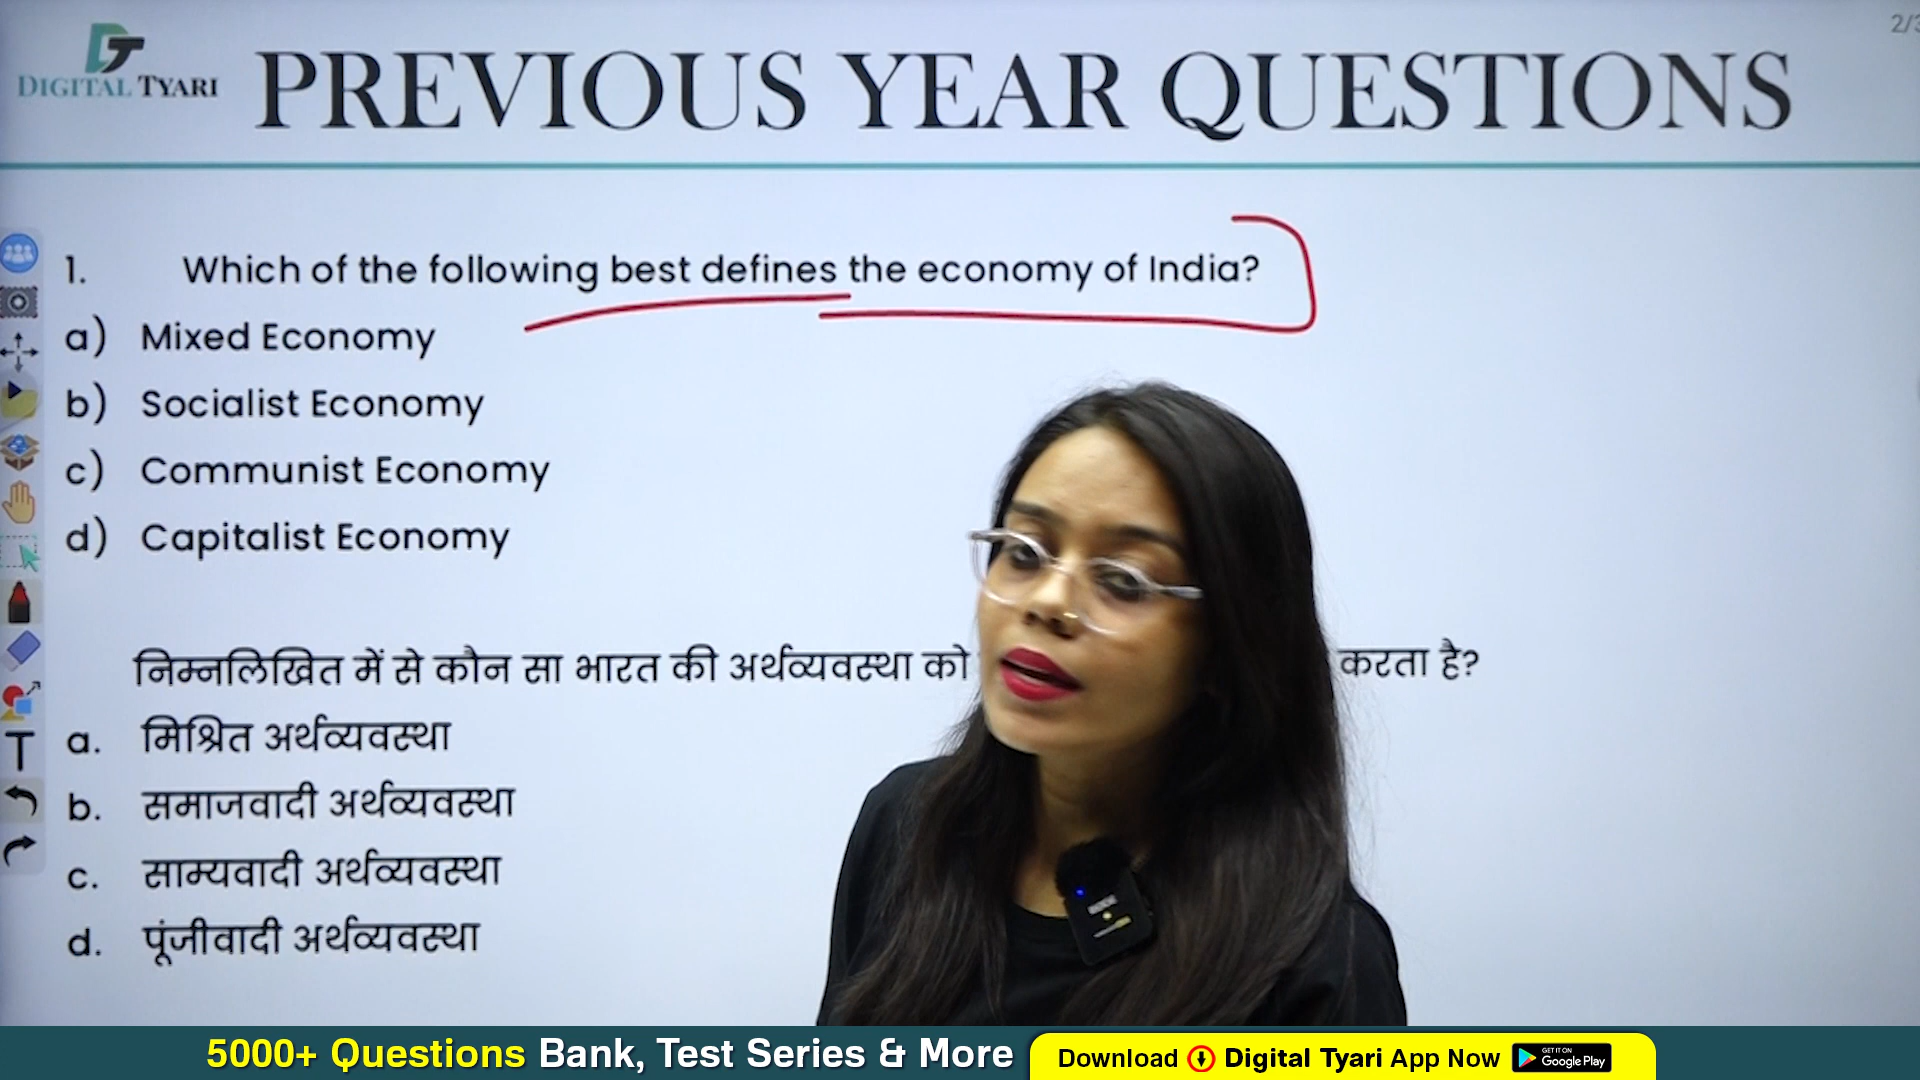 DIGITAL TYARI
PREVIOUS YEAR QUESTIONS
1. Which of the following best defines the economy of India?
a) Mixed Economy
b) Socialist Economy
c) Communist Economy
d) Capitalist Economy
निम्नलिखित में से कौन सा भारत की अर्थव्यवस्था को करता है?
a. मिश्रित अर्थव्यवस्था
b. समाजवादी अर्थव्यवस्था
c. साम्यवादी अर्थव्यवस्था
d. पूंजीवादी अर्थव्यवस्था
5000+ Questions Bank, Test Series & More
Download Digital Tyari App Now
GET IT ON
Google Play